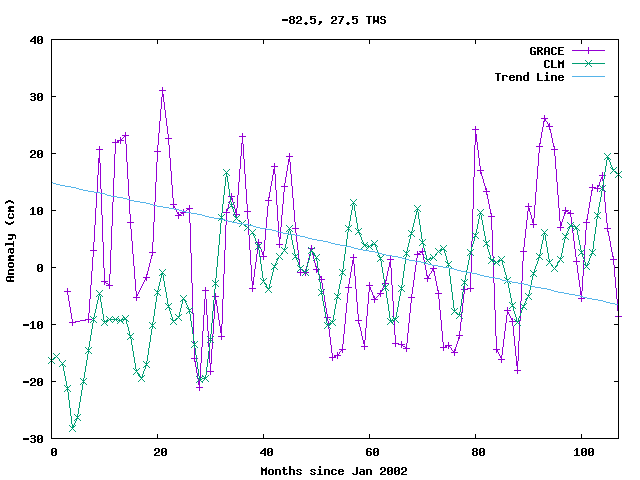 -82.5, 27.5 TWS
GRACE
CLM
Trend Line
40
30
20
10
0
-10
-20
-30
Anomaly (cm)
0 20 40 60 80 100
Months since Jan 2002